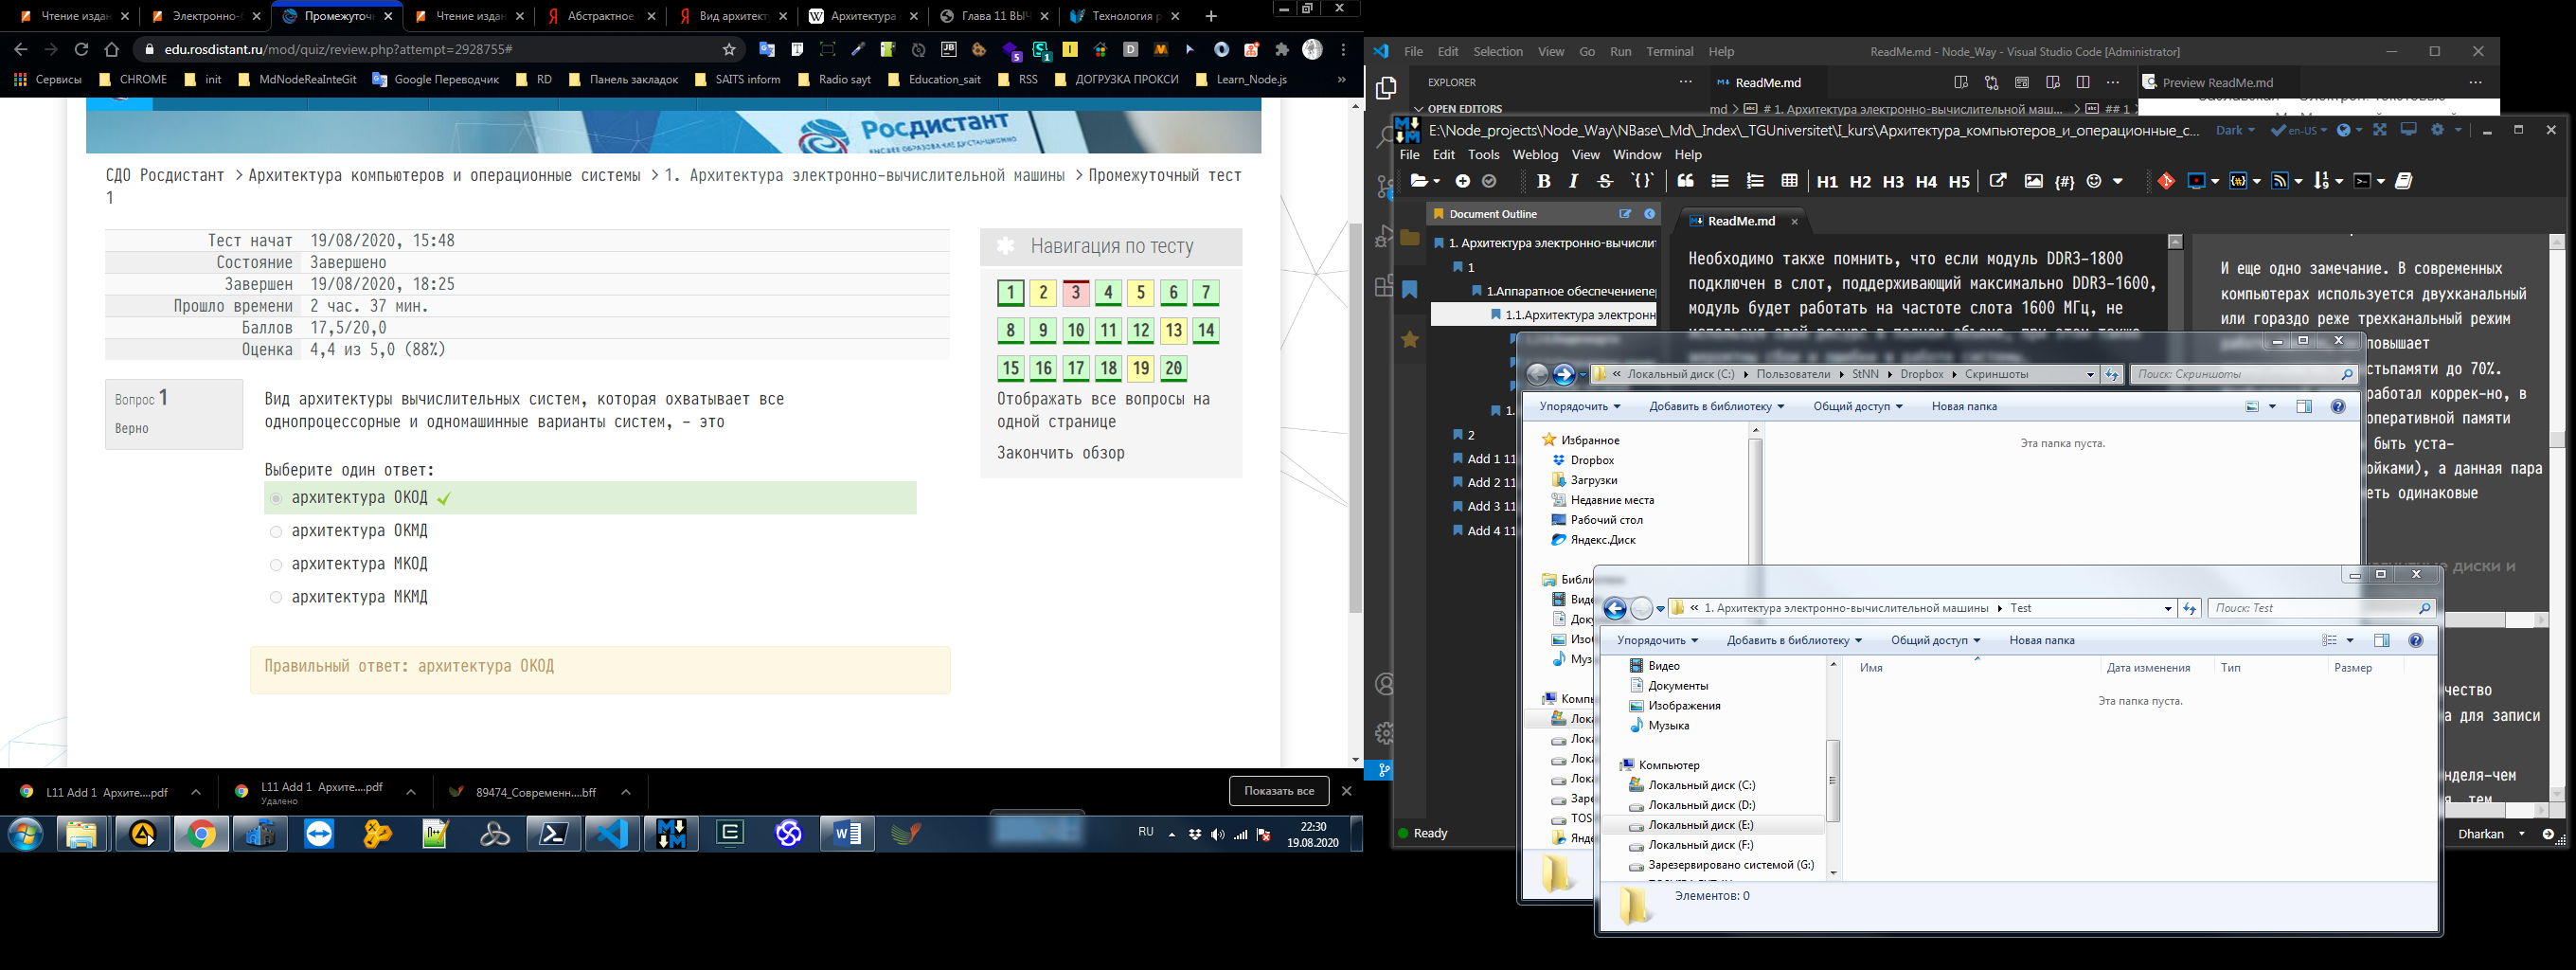 Чтение издан
Электронно-
Промежуточ
Чтение издан
Абстрактное
Вид архитект
Архитектура
Глава 11 ВЫЧ
Технология р
edu.rosdistant.ru/mod/quiz/review.php?attempt=2928755#
Сервисы
CHROME
init
MdNodeReaInteGit
Google Переводчик
RD
Панель закладок
SAITS inform
Radio sayt
Education_sait
RSS
ДОГРУЗКА ПРОКСИ
Learn_Node.js
Росдистант
ВЫСШЕЕ ОБРАЗОВАНИЕ ДИСТАНЦИОННО
СДО Росдистант > Архитектура компьютеров и операционные системы > 1. Архитектура электронно-вычислительной машины > Промежуточный тест
1
Тест начат 19/08/2020, 15:48
Состояние Завершено
Завершен 19/08/2020, 18:25
Прошло времени 2 час. 37 мин.
Баллов 17,5/20,0
Оценка 4,4 из 5,0 (88%)
Вопрос 1
Верно
Вид архитектуры вычислительных систем, которая охватывает все
однопроцессорные и одномашинные варианты систем, – это
Выберите один ответ:
архитектура ОКОД
архитектура ОКМД
архитектура МКОД
архитектура МКМД
Правильный ответ: архитектура ОКОД
Навигация по тесту
1 2 3 4 5 6 7
8 9 10 11 12 13 14
15 16 17 18 19 20
Отображать все вопросы на
одной странице
Закончить обзор
L11 Add 1 Архите....pdf
L11 Add 1 Архите....pdf
Удалено
89474_Современн....bff
Показать все
RU
22:30
19.08.2020
File Edit Selection View Go Run Terminal Help
ReadMe.md - Node_Way - Visual Studio Code [Administrator]
EXPLORER
OPEN EDITORS
ReadMe.md
Preview ReadMe.md
md > # 1. Архитектура электронно-вычислительной маш... > ## 1 >
E:\Node_projects\Node_Way\NBase\_Md\_Index\_TGUniversitet\I_kurs\Архитектура_компьютеров_и_операционные_с...
Dark
en-US
File Edit Tools Weblog View Window Help
B I S H1 H2 H3 H4 H5
Document Outline
ReadMe.md
1. Архитектура электронно-вычислит
1
1.Аппаратное обеспечениепер
1.1.Архитектура электронн
1.
2
Add 1 11
Add 2 11
Add 3 11
Add 4 11
Необходимо также помнить, что если модуль DDR3-1800
подключен в слот, поддерживающий максимально DDR3-1600,
модуль будет работать на частоте слота 1600 МГц, не
И еще одно замечание. В современных
компьютерах используется двухканальный
или гораздо реже трехканальный режим
повышает
стьпамяти до 70%.
работал коррек-но, в
оперативной памяти
быть уста-
ойками), а данная пара
еть одинаковые
диски и
чество
а для записи
нделя-чем
Ready
Dharkan
Локальный диск (C:) Пользователи StNN Dropbox Скриншоты
Поиск: Скриншоты
Упорядочить Добавить в библиотеку Общий доступ Новая папка
Избранное
Dropbox
Загрузки
Недавние места
Рабочий стол
Яндекс.Диск
Эта папка пуста.
1. Архитектура электронно-вычислительной машины Test
Поиск: Test
Упорядочить Добавить в библиотеку Общий доступ Новая папка
Имя Дата изменения Тип Размер
Эта папка пуста.
Видео
Документы
Изображения
Музыка
Компьютер
Локальный диск (C:)
Локальный диск (D:)
Локальный диск (E:)
Локальный диск (F:)
Зарезервировано системой (G:)
Элементов: 0